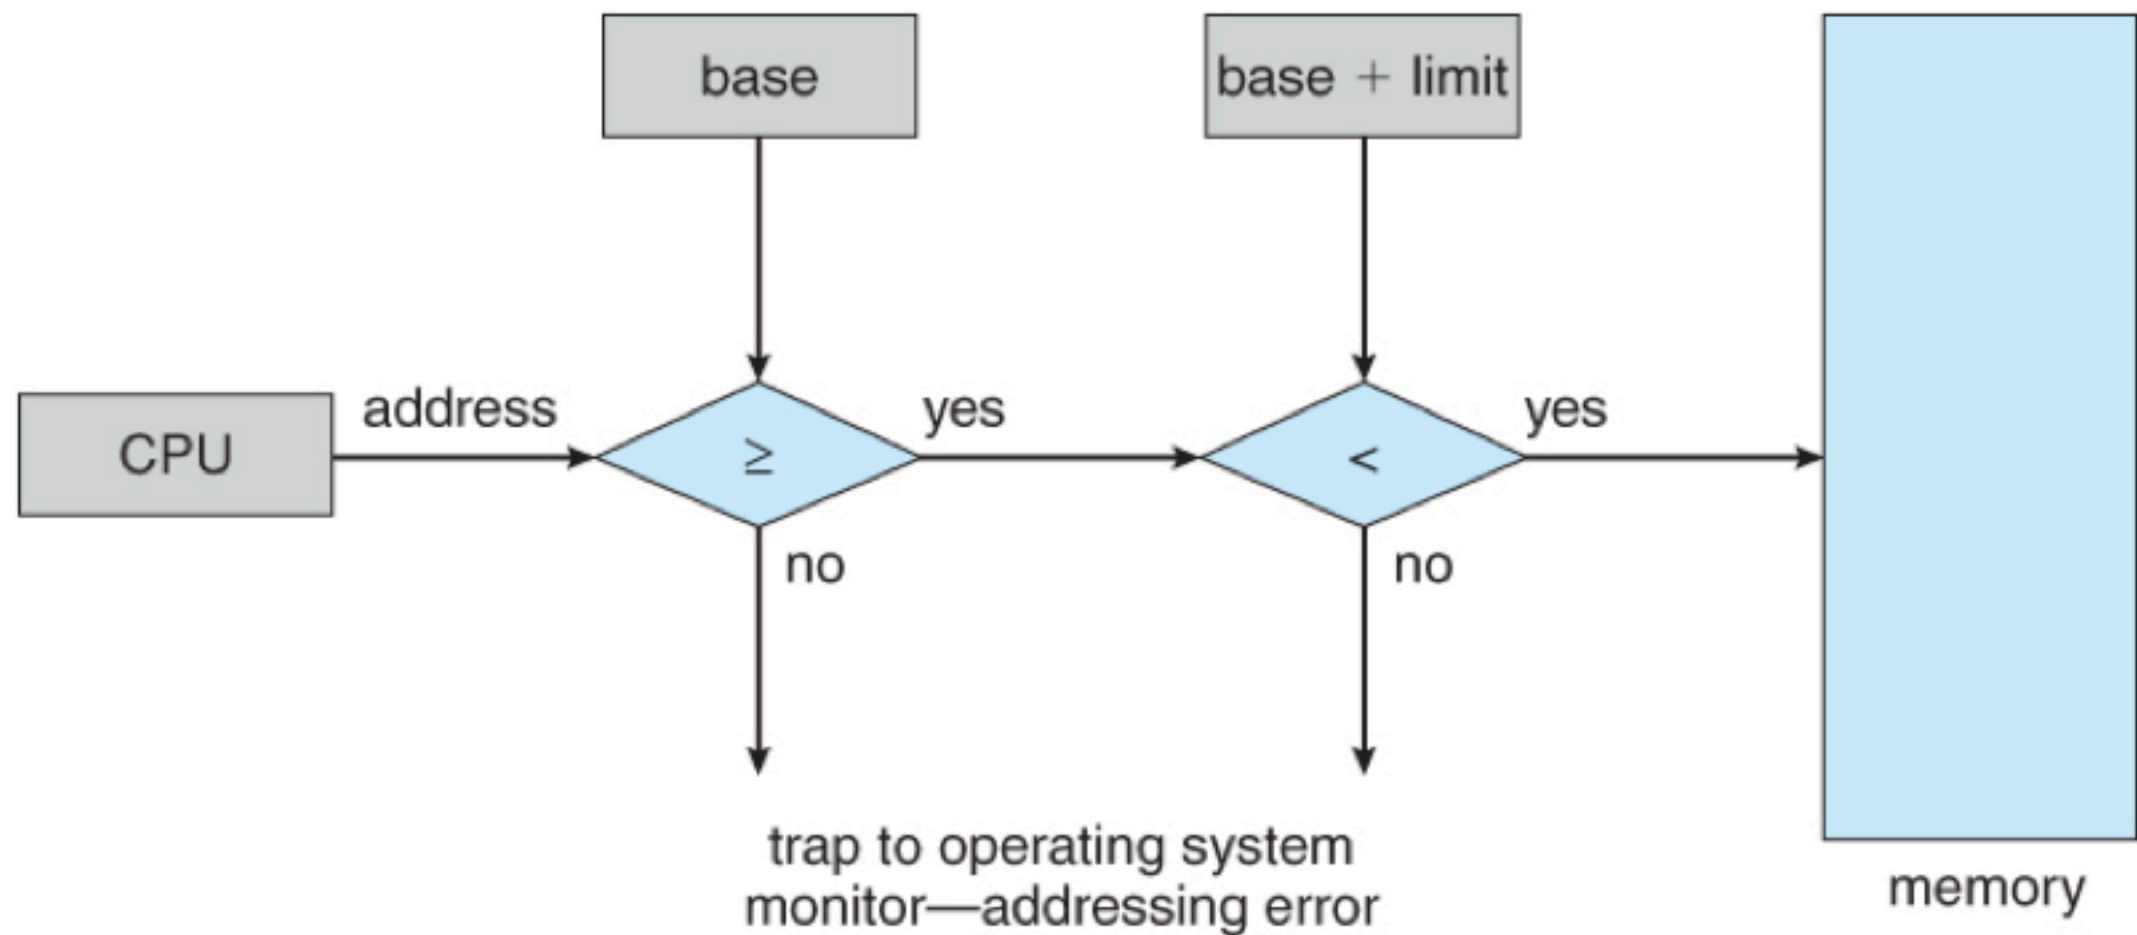 base
base + limit
CPU
address
≥
yes
<
yes
no
no
trap to operating system
monitor—addressing error
memory